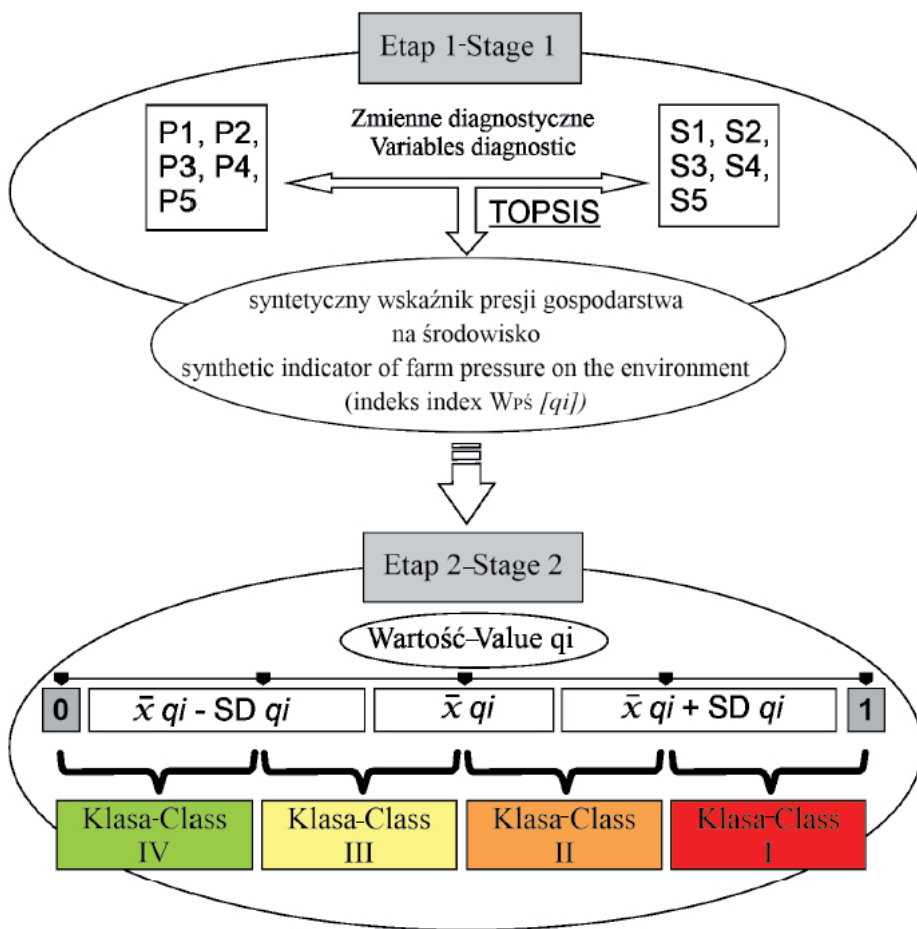 Etap 1-Stage 1
P1, P2,
P3, P4,
P5
Zmienne diagnostyczne
Variables diagnostic
S1, S2,
S3, S4,
S5
TOPSIS
syntetyczny wskaźnik presji gospodarstwa
na środowisko
synthetic indicator of farm pressure on the environment
(indeks index WPś [qi])
Etap 2–Stage 2
Wartość-Value qi
0
x̄ qi - SD qi
x̄ qi
x̄ qi + SD qi
1
Klasa-Class
IV
Klasa-Class
III
Klasa-Class
II
Klasa-Class
I